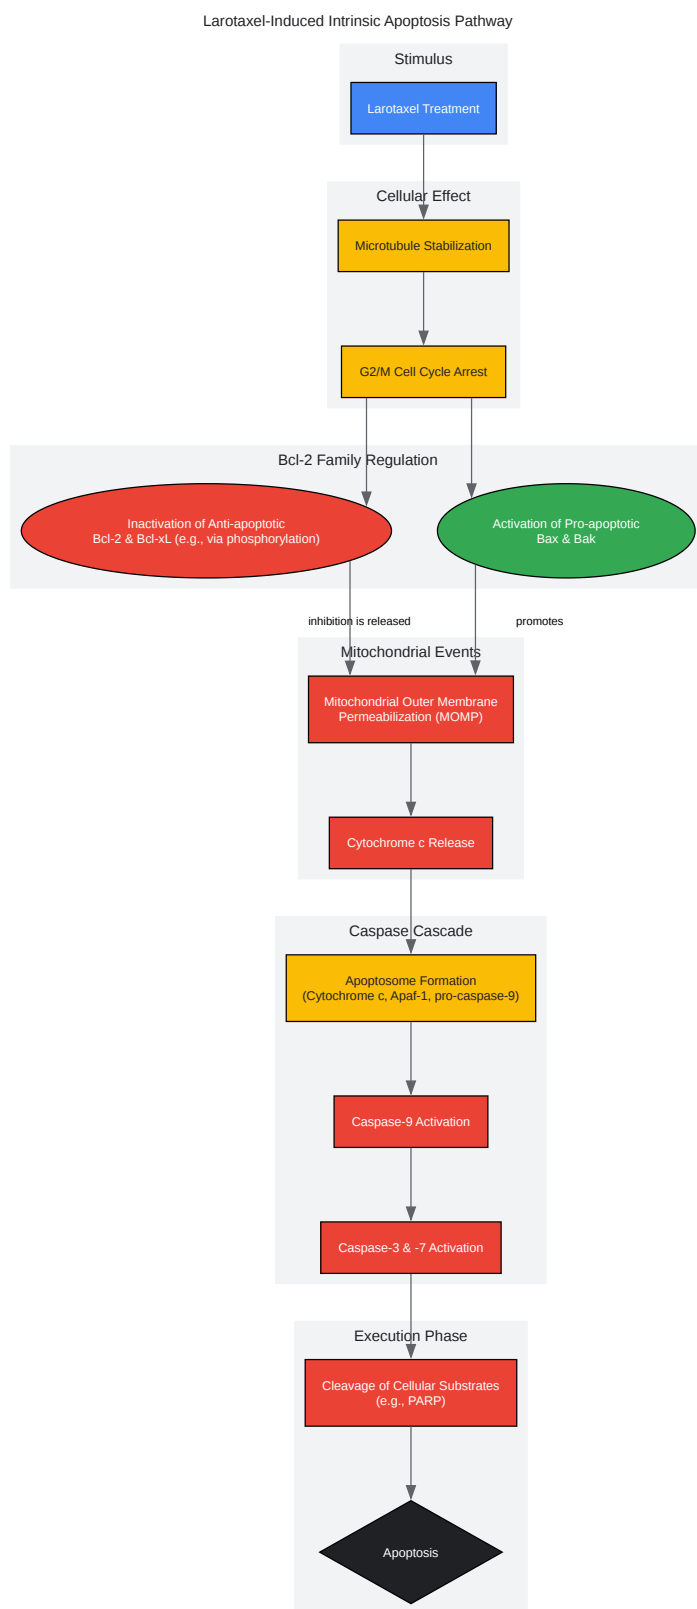 Larotaxel-Induced Intrinsic Apoptosis Pathway
Stimulus
Larotaxel Treatment
Cellular Effect
Microtubule Stabilization
G2/M Cell Cycle Arrest
Bcl-2 Family Regulation
Inactivation of Anti-apoptotic
Bcl-2 & Bcl-xL (e.g., via phosphorylation)
Activation of Pro-apoptotic
Bax & Bak
inhibition is released
promotes
Mitochondrial Events
Mitochondrial Outer Membrane
Permeabilization (MOMP)
Cytochrome c Release
Caspase Cascade
Apoptosome Formation
(Cytochrome c, Apaf-1, pro-caspase-9)
Caspase-9 Activation
Caspase-3 & -7 Activation
Execution Phase
Cleavage of Cellular Substrates
(e.g., PARP)
Apoptosis